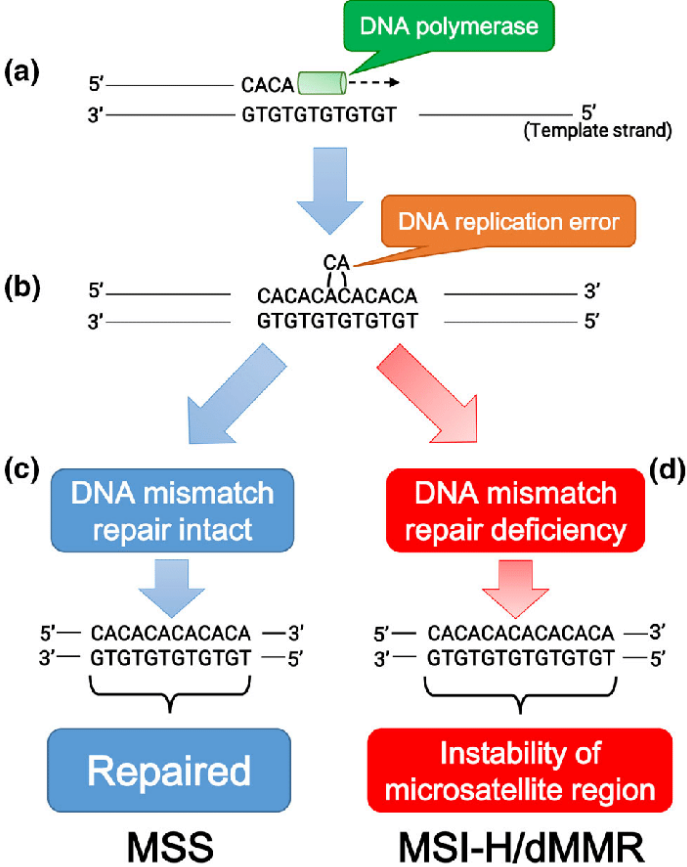 DNA polymerase
(a)
5’ CACA
3’ GTGTGTGTGTGT 5’
(Template strand)
DNA replication error
CA
(b)
5’ CACACACACACA 3’
3’ GTGTGTGTGTGT 5’
(c)
DNA mismatch
repair intact
5’ CACACACACACA 3’
3’ GTGTGTGTGTGT 5’
Repaired
MSS
(d)
DNA mismatch
repair deficiency
5’ CACACACACACACA 3’
3’ GTGTGTGTGTGTGT 5’
Instability of
microsatellite region
MSI-H/dMMR